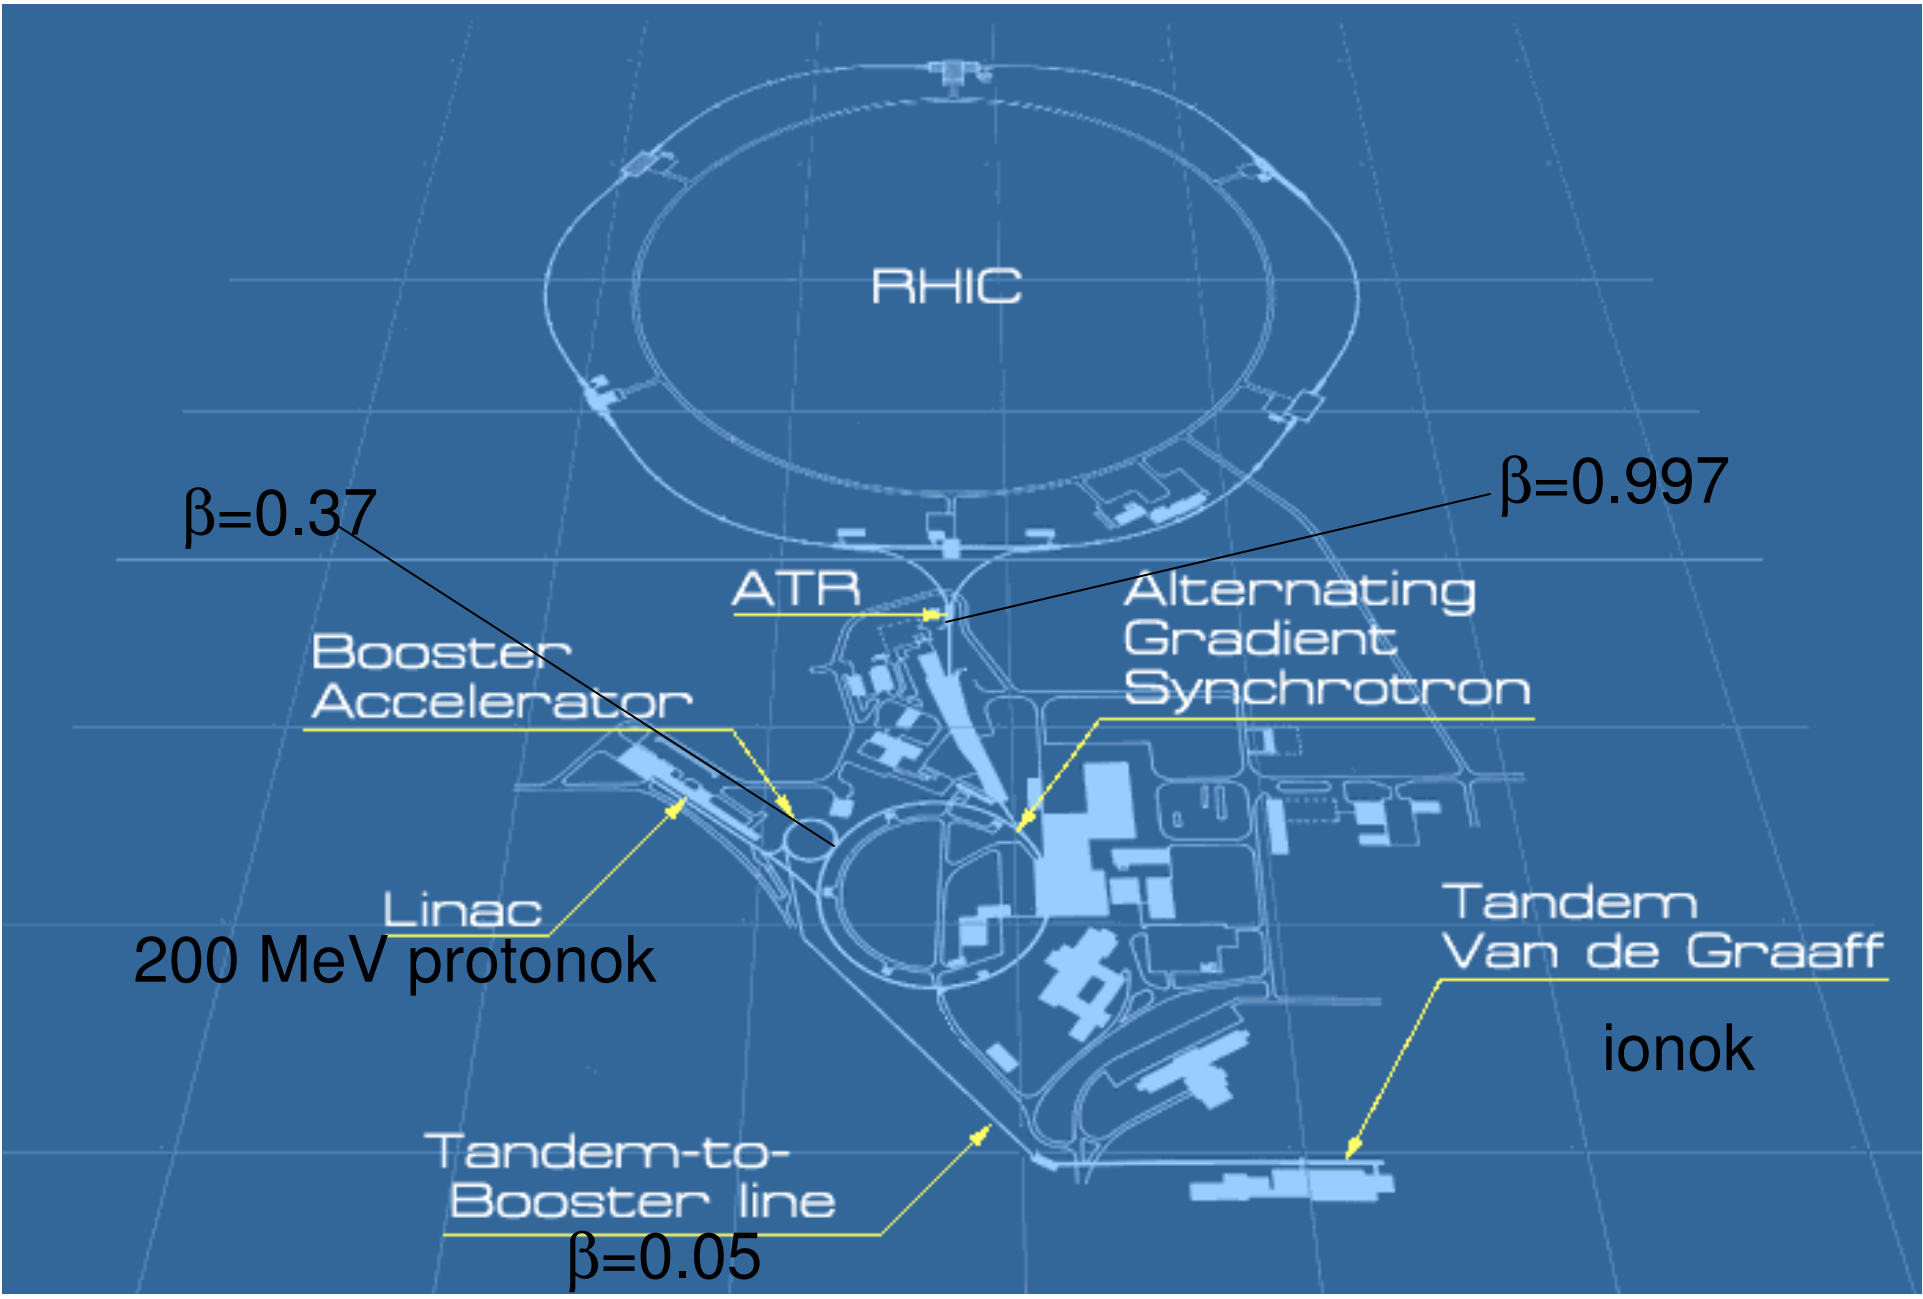 RHIC
β=0.37
β=0.997
ATR
Alternating
Gradient
Synchrotron
Booster
Accelerator
Linac
200 MeV protonok
Tandem
Van de Graaff
ionok
Tandem-to-
Booster line
β=0.05